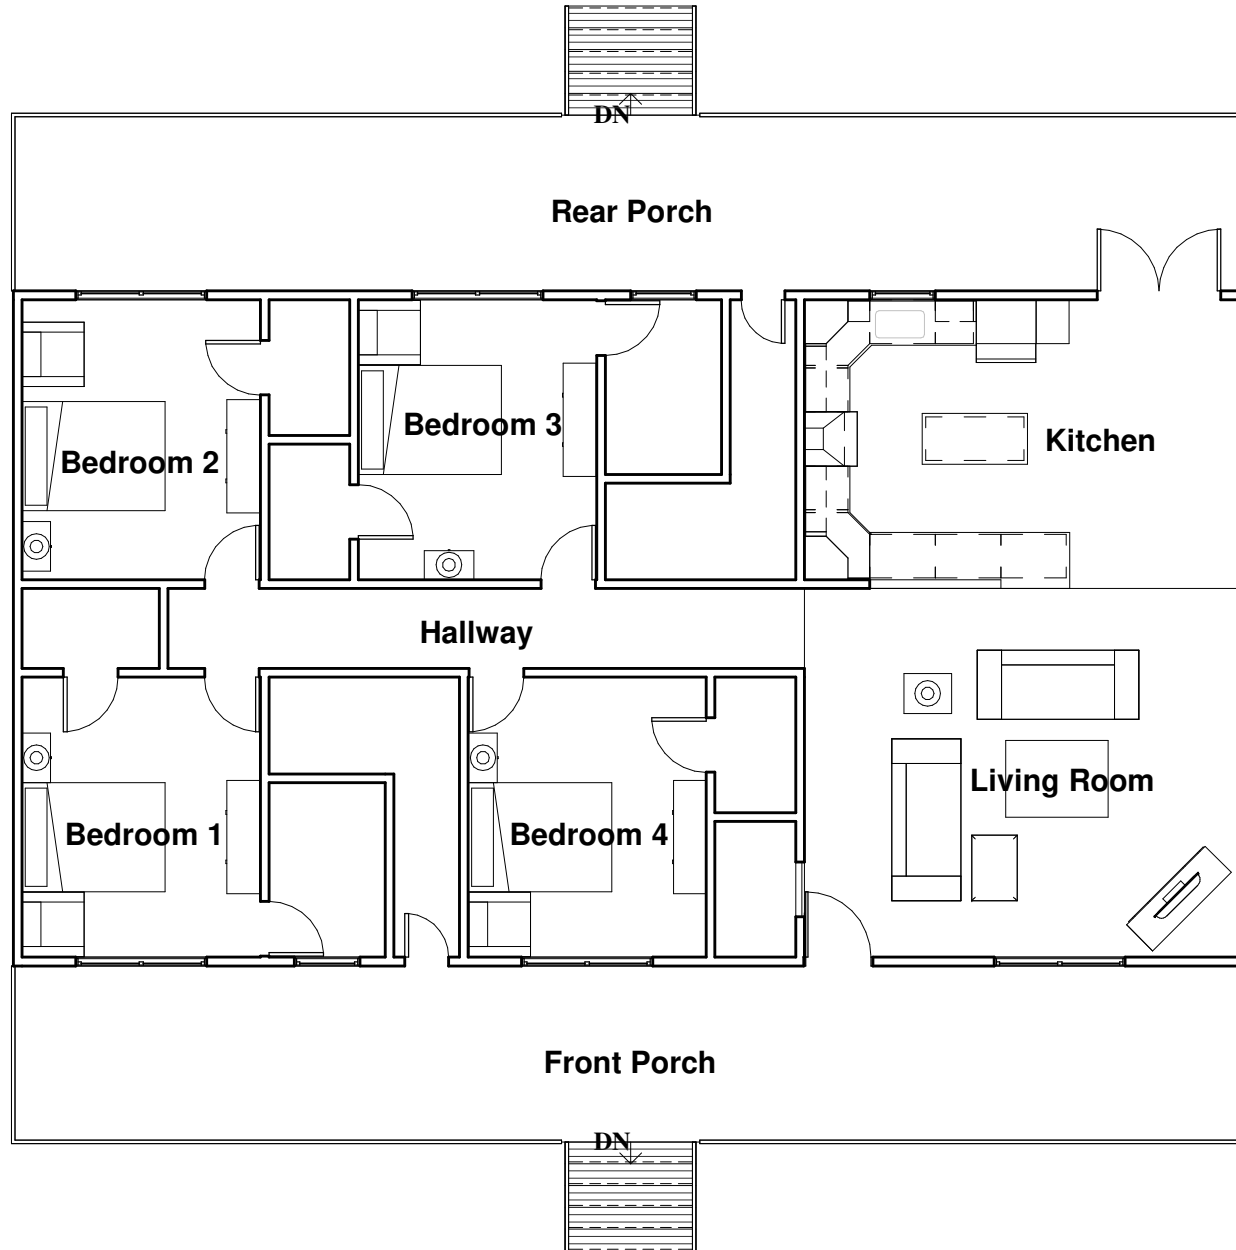 DN
Rear Porch
Bedroom 3
Kitchen
Bedroom 2
Hallway
Living Room
Bedroom 1
Bedroom 4
Front Porch
DN